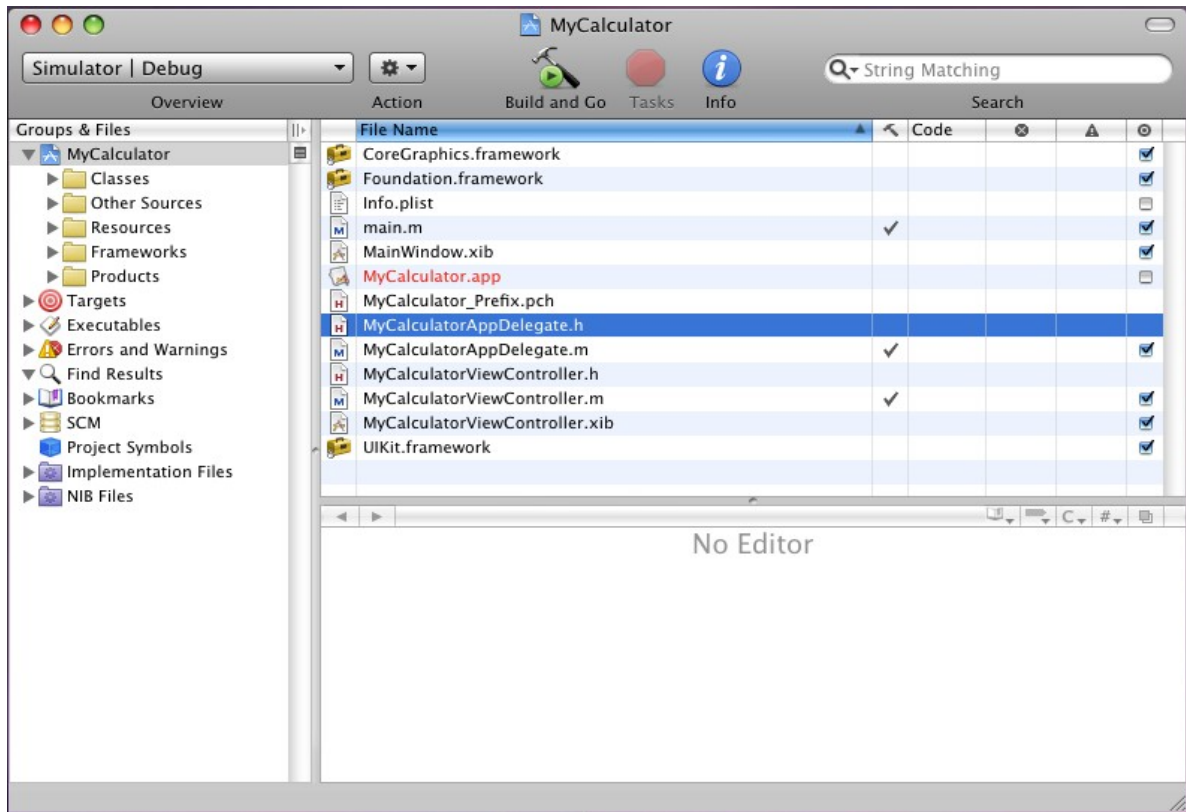 MyCalculator
Simulator | Debug
String Matching
Overview
Action
Build and Go
Tasks
Info
Search
Groups & Files
MyCalculator
Classes
Other Sources
Resources
Frameworks
Products
Targets
Executables
Errors and Warnings
Find Results
Bookmarks
SCM
Project Symbols
Implementation Files
NIB Files
File Name
Code
CoreGraphics.framework
Foundation.framework
Info.plist
main.m
MainWindow.xib
MyCalculator.app
MyCalculator_Prefix.pch
MyCalculatorAppDelegate.h
MyCalculatorAppDelegate.m
MyCalculatorViewController.h
MyCalculatorViewController.m
MyCalculatorViewController.xib
UIKit.framework
C
#
No Editor